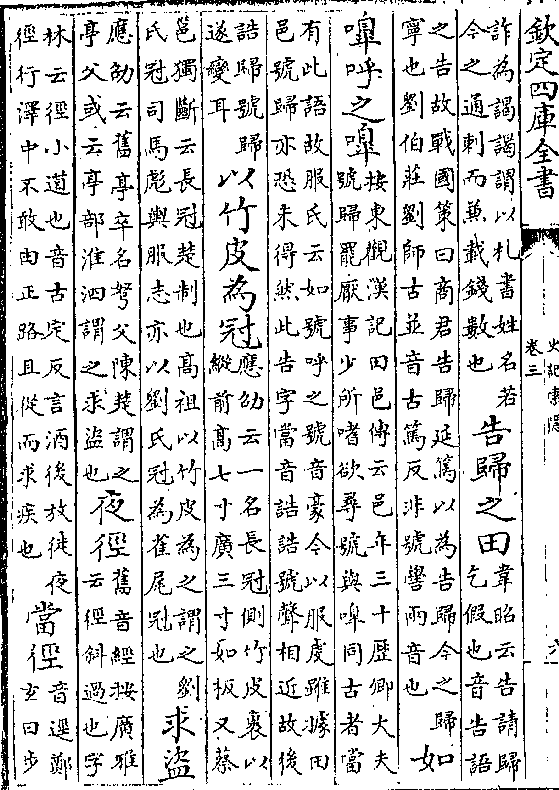 欽定四庫全書
史記索隱
卷三
六
詐為謁謁謂以札書姓名若
今之通刺而兼載錢數也
告歸之田
韋昭云告請歸
乞假也音告語
之告故戰國策曰商君告歸延篤以為告歸今之歸
寧也劉伯莊劉師古並音古篤反非號嚳兩音也
如
嘷呼之嘷
按東觀漢記田邑傳云邑年三十歴卿大夫
號歸罷厭事少所嗜欲尋號與嘷同古者當
有此語故服氏云如號呼之號音豪今以服虔雖據田
邑號歸亦恐未得然此告字當音誥誥號聲相近故後
誥歸號歸
遂變耳
以竹皮為冠
應劭云一名長冠側竹皮裹以
縱前高七寸廣三寸如板又蔡
邕獨斷云長冠楚制也高祖以竹皮為之謂之劉
氏冠司馬彪輿服志亦以劉氏冠為雀尾冠也
求盜
應劭云舊亭卒名弩父陳楚謂之
亭父或云亭部淮泗謂之求盜也
夜徑
舊音經按廣雅
云徑斜過也字
林云徑小道也音古定反言酒後放徒夜
徑行澤中不敢由正路且從而求疾也
當徑
音逕鄭
玄曰步